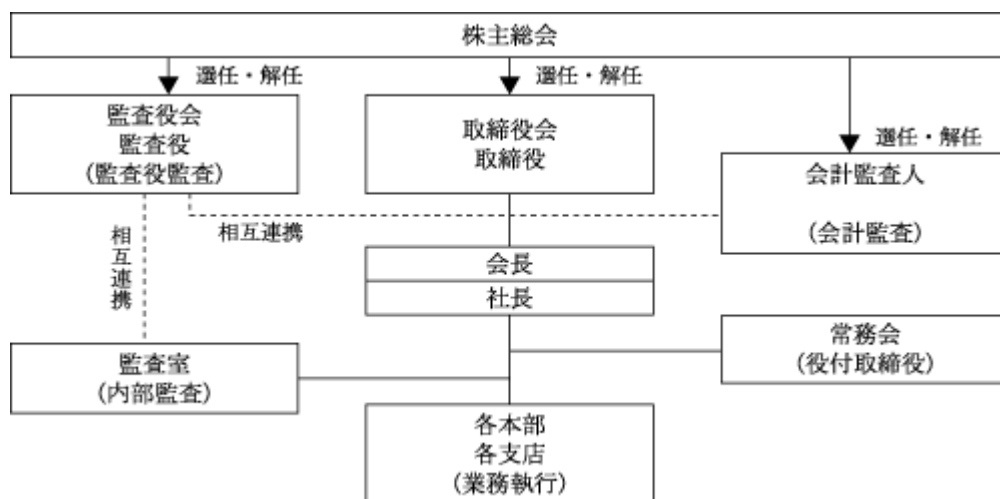 株主総会
選任・解任
選任・解任
選任・解任
監査役会
監査役
(監査役監査)
取締役会
取締役
会計監査人
(会計監査)
相互連携
相互連携
会長
社長
監査室
(内部監査)
常務会
(役付取締役)
各本部
各支店
(業務執行)